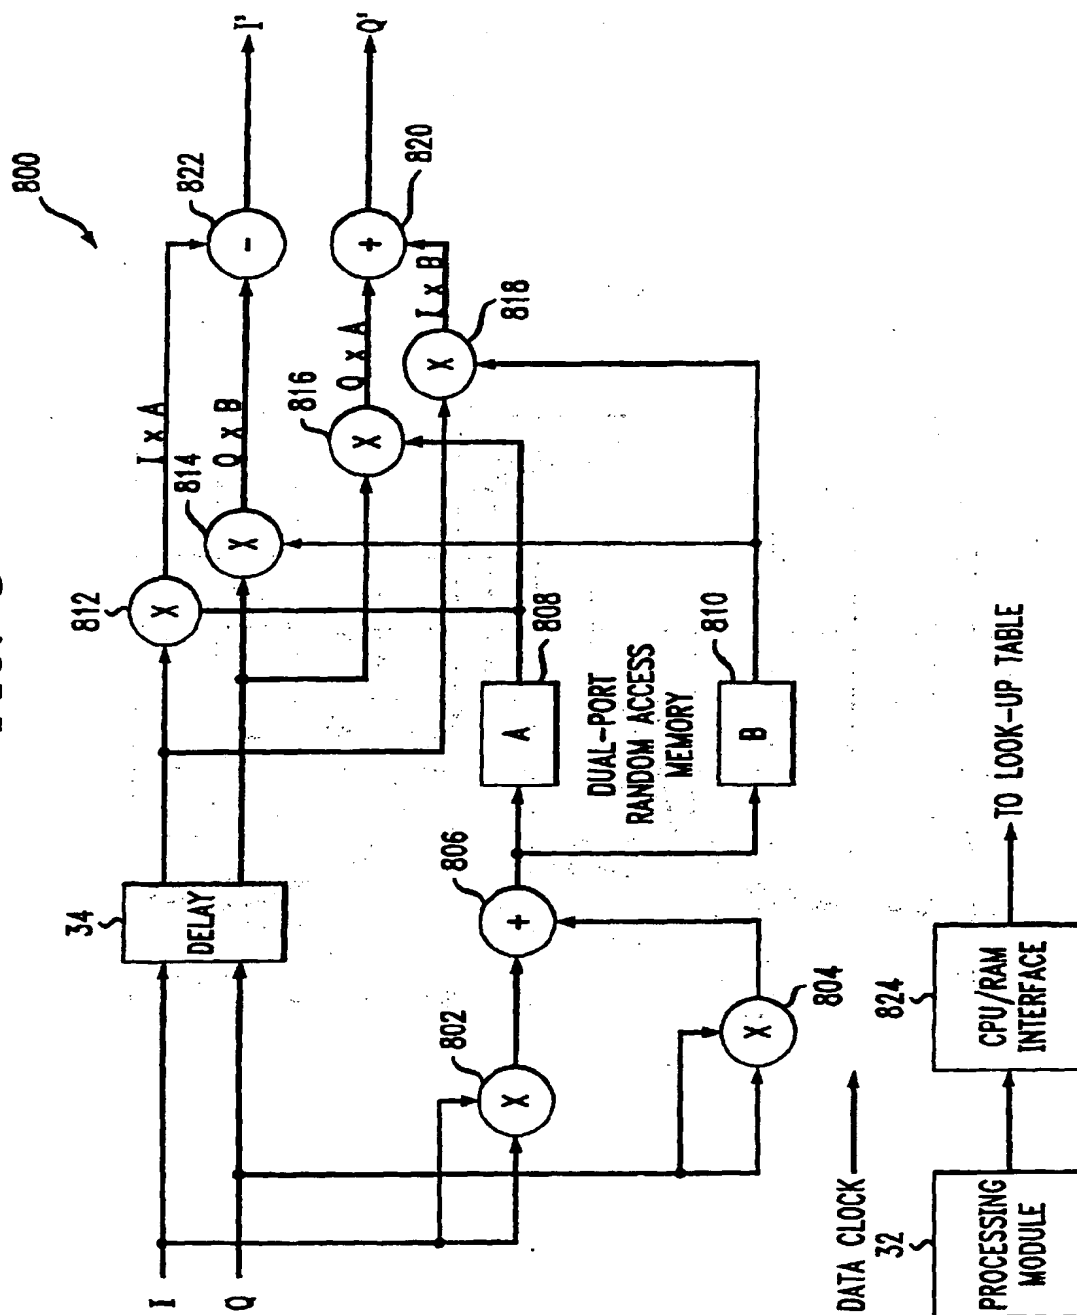 800
I
Q
34
DELAY
812
X
I x A
822
-
I'
814
X
Q x B
816
X
Q x A
820
+
Q'
818
X
I x B
802
X
804
X
806
+
808
A
DUAL-PORT
RANDOM ACCESS
MEMORY
810
B
DATA CLOCK
32
PROCESSING
MODULE
824
CPU/RAM
INTERFACE
TO LOOK-UP TABLE